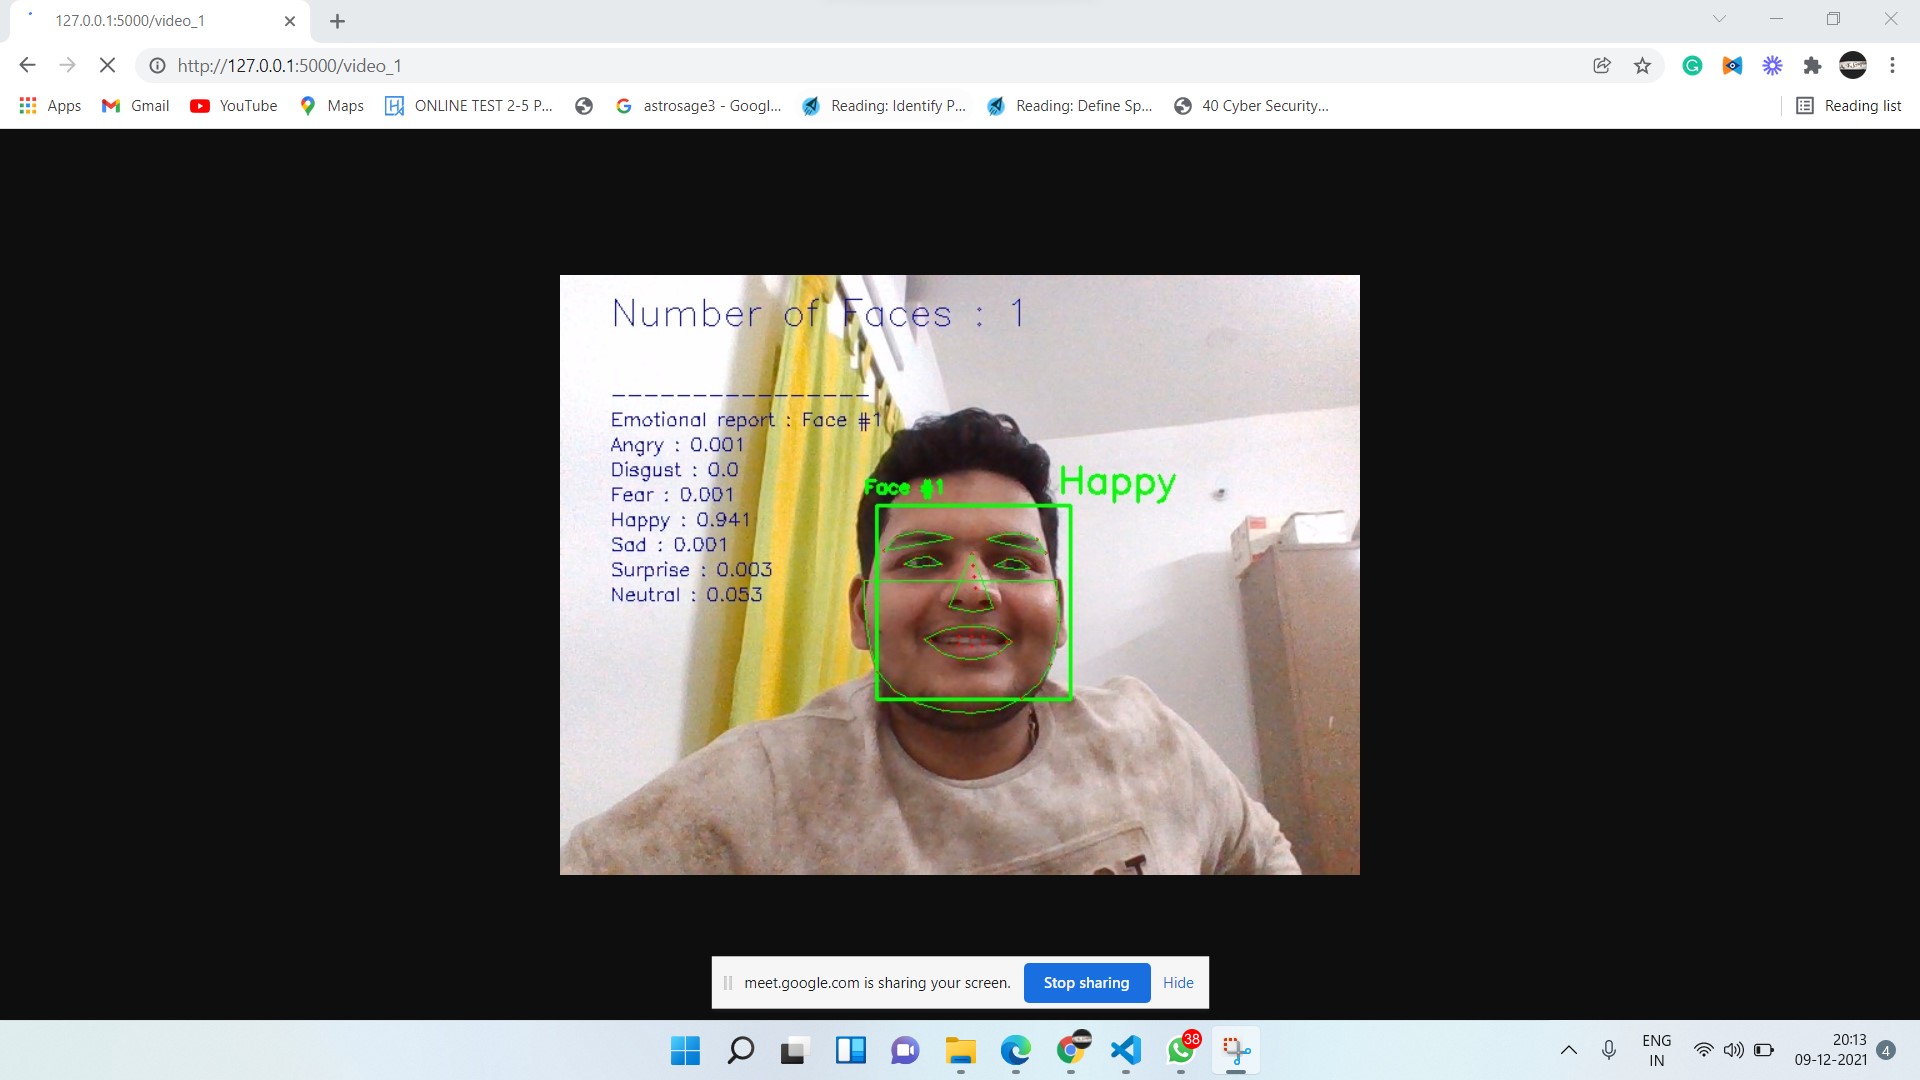 127.0.0.1:5000/video_1
http://127.0.0.1:5000/video_1
Apps
Gmail
YouTube
Maps
ONLINE TEST 2-5 P...
astrosage3 - Googl...
Reading: Identify P...
Reading: Define Sp...
40 Cyber Security...
Reading list
Number of Faces : 1
----------------
Emotional report : Face #1
Angry : 0.001
Disgust : 0.0
Fear : 0.001
Happy : 0.941
Sad : 0.001
Surprise : 0.003
Neutral : 0.053
Face #1
Happy
meet.google.com is sharing your screen.
Stop sharing
Hide
38
ENG
IN
20:13
09-12-2021
4